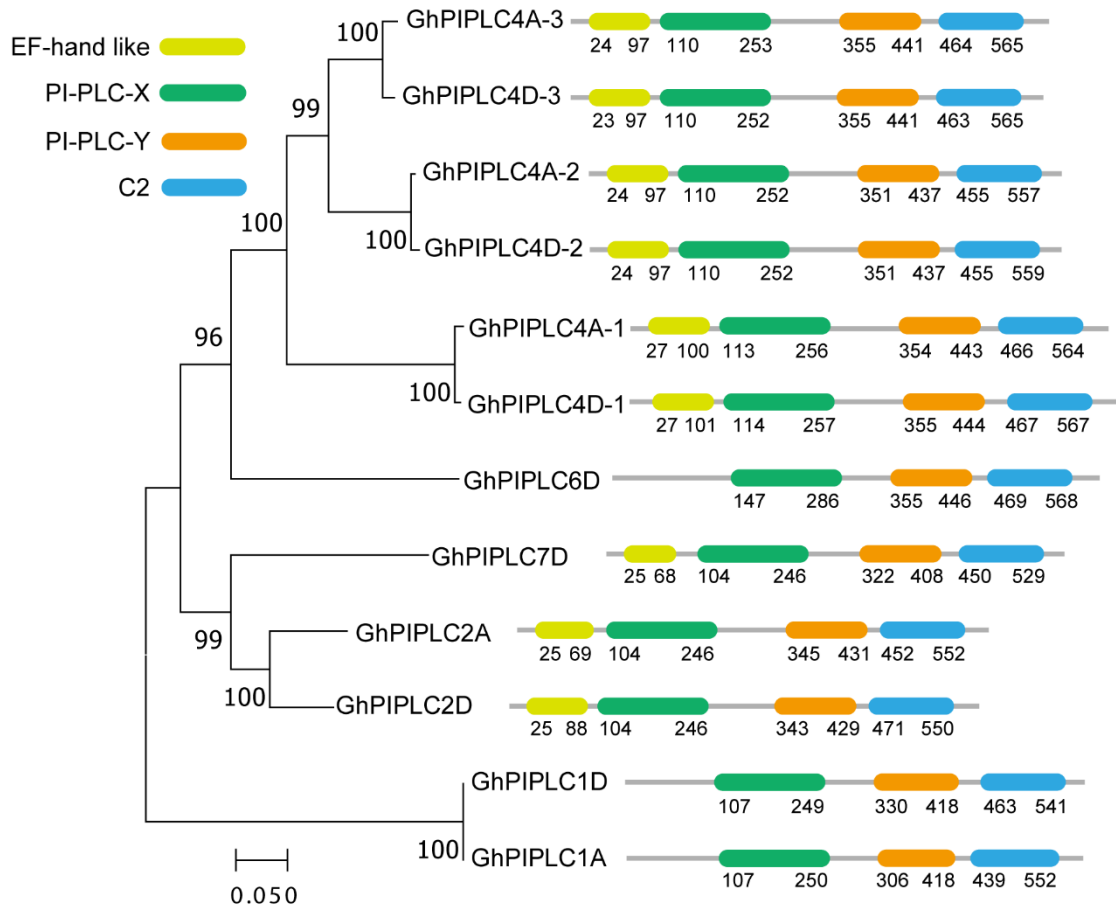 EF-hand like
PI-PLC-X
PI-PLC-Y
C2
100
99
100
100
96
100
99
100
100
0.050
GhPIPLC4A-3
24 97 110 253 355 441 464 565
GhPIPLC4D-3
23 97 110 252 355 441 463 565
GhPIPLC4A-2
24 97 110 252 351 437 455 557
GhPIPLC4D-2
24 97 110 252 351 437 455 559
GhPIPLC4A-1
27 100 113 256 354 443 466 564
GhPIPLC4D-1
27 101 114 257 355 444 467 567
GhPIPLC6D
147 286 355 446 469 568
GhPIPLC7D
25 68 104 246 322 408 450 529
GhPIPLC2A
25 69 104 246 345 431 452 552
GhPIPLC2D
25 88 104 246 343 429 471 550
GhPIPLC1D
107 249 330 418 463 541
GhPIPLC1A
107 250 306 418 439 552